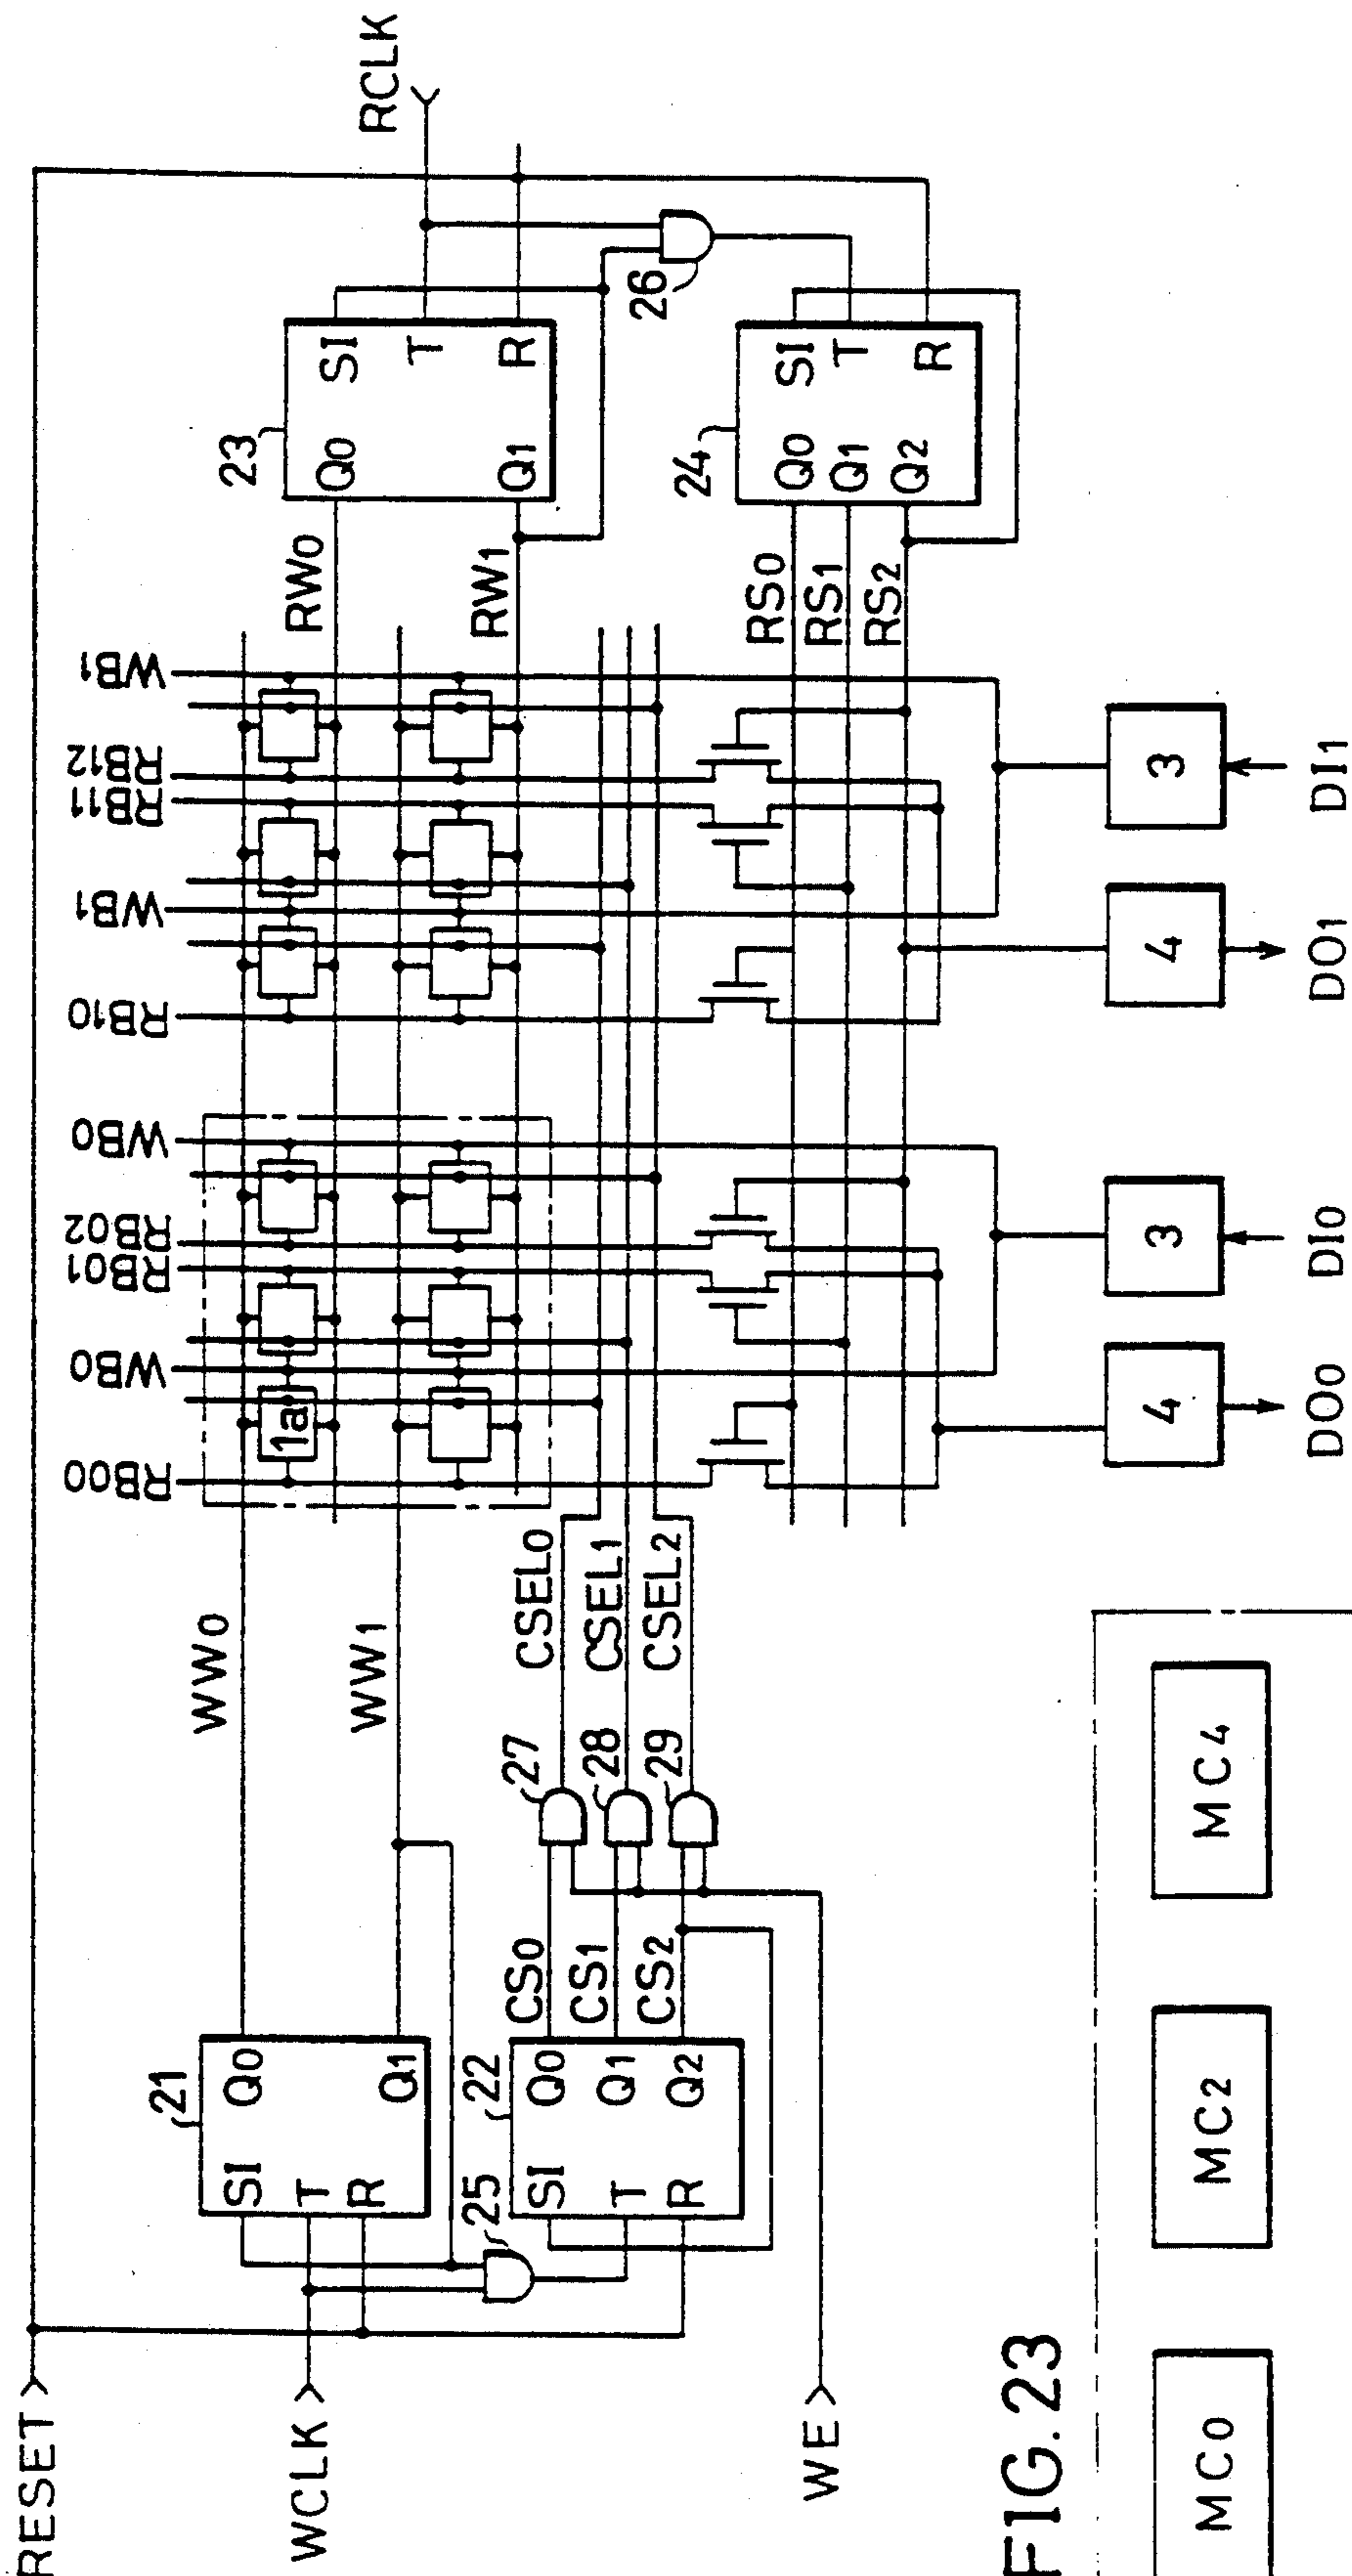 RESET
WCLK
WE
21
SI
T
R
Q0
Q1
25
22
SI
T
R
Q0
Q1
Q2
CS0
CS1
CS2
27
28
29
WW0
WW1
CSEL0
CSEL1
CSEL2
RB00
WB0
RB01
RB02
WB0
RB10
WB1
RB11
RB12
WB1
1a
RW0
RW1
RS0
RS1
RS2
23
Q0
Q1
SI
T
R
24
Q0
Q1
Q2
SI
T
R
26
RCLK
4
3
4
3
DO0
DI0
DO1
DI1
FIG. 23
MC0
MC2
MC4